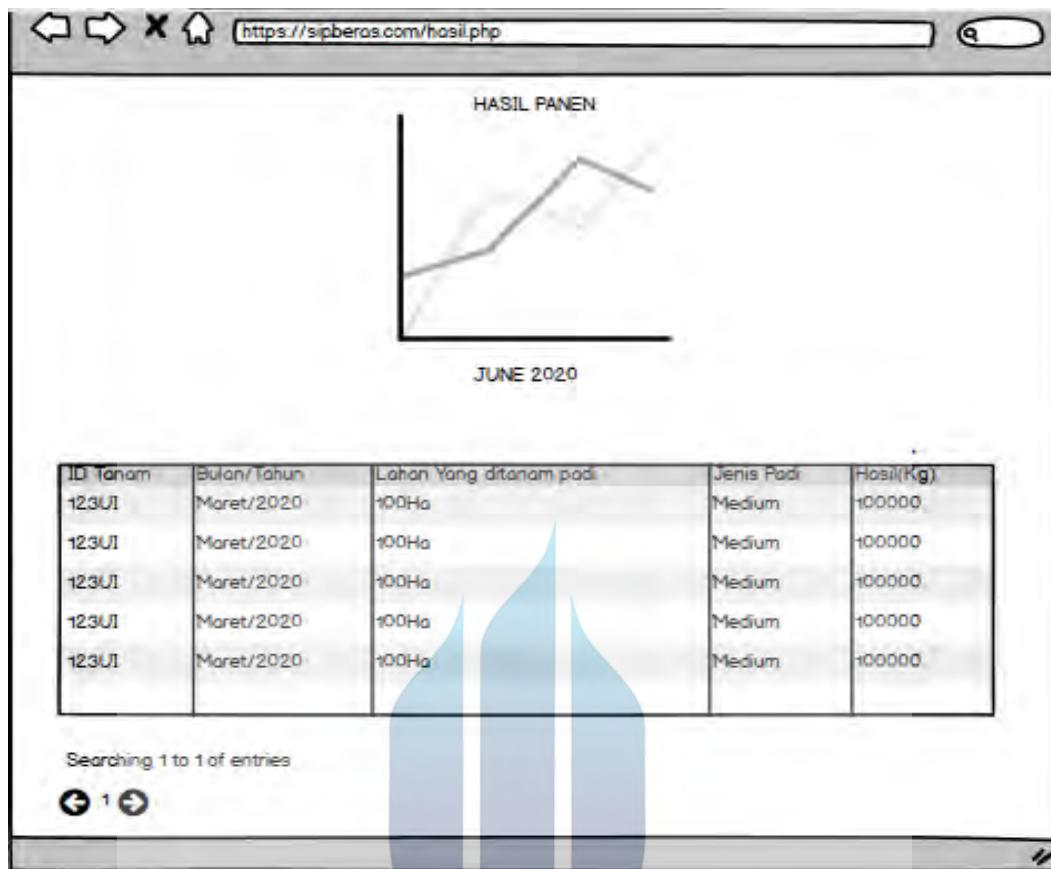 https://sipberas.com/hasil.php
HASIL PANEN
JUNE 2020
ID Tanam Bulan/Tahun Lahan Yang ditanam padi Jenis Padi Hasil(Kg)
123UI Maret/2020 100Ha Medium 100000
123UI Maret/2020 100Ha Medium 100000
123UI Maret/2020 100Ha Medium 100000
123UI Maret/2020 100Ha Medium 100000
123UI Maret/2020 100Ha Medium 100000
Searching 1 to 1 of entries
1